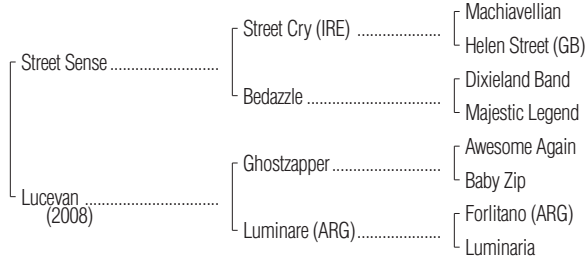 Machiavellian
Street Cry (IRE) ..................
Helen Street (GB)
Street Sense ........................
Dixieland Band
Bedazzle .............................
Majestic Legend
Awesome Again
Ghostzapper ........................
Baby Zip
Lucevan .............................
(2008)
Forlitano (ARG)
Luminare (ARG) ..................
Luminaria